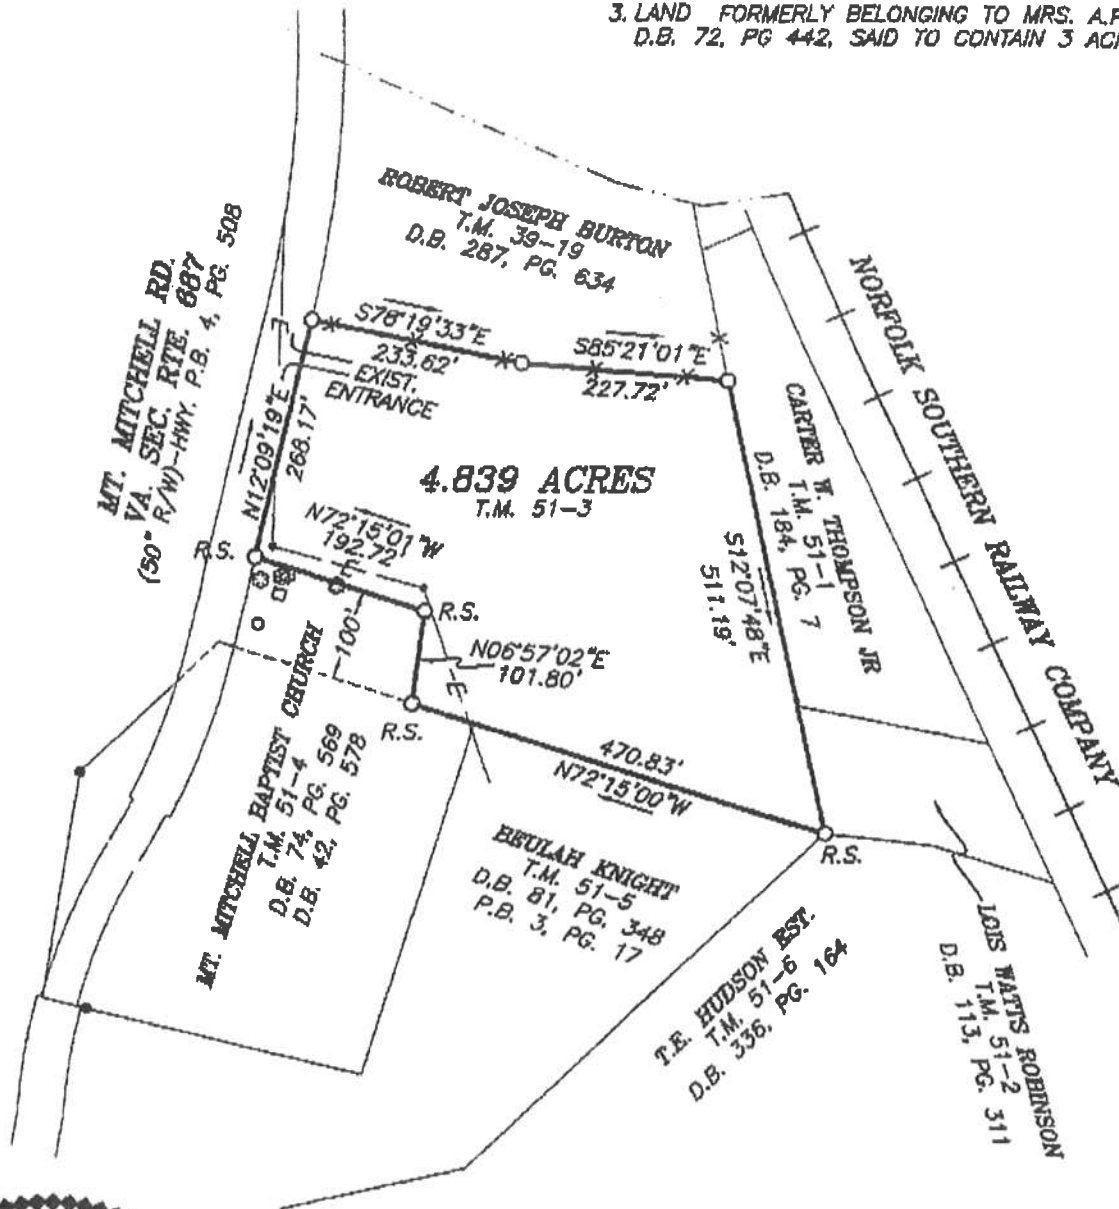 3. LAND FORMERLY BELONGING TO MRS. A.P
D.B. 72, PG 442, SAID TO CONTAIN 3 ACR
ROBERT JOSEPH BURTON
T.M. 39-19
D.B. 287, PG. 634
MT. MITCHELL RD.
VA. SEC. RTE. 687
(50" R/W)-HWY. P.B. 4, PG. 508
NORFOLK SOUTHERN RAILWAY COMPANY
S78°19'33"E
233.62'
S85°21'01"E
227.72'
EXIST.
ENTRANCE
N12°09'19"E
268.17'
CARTER W. THOMPSON JR
T.M. 51-1
D.B. 184, PG. 7
4.839 ACRES
T.M. 51-3
N72°15'01"W
192.72'
S12°07'48"E
511.19'
R.S.
E
R.S.
100'
N06°57'02"E
101.80'
E
R.S.
470.83'
N72°15'00"W
R.S.
MT. MITCHELL BAPTIST CHURCH
T.M. 51-4
D.B. 74, PG. 569
D.B. 42, PG. 578
BEULAH KNIGHT
T.M. 51-5
D.B. 81, PG. 348
P.B. 3, PG. 17
T.E. HUDSON EST.
T.M. 51-6
D.B. 336, PG. 164
LOIS WATTS ROBINSON
T.M. 51-2
D.B. 113, PG. 311